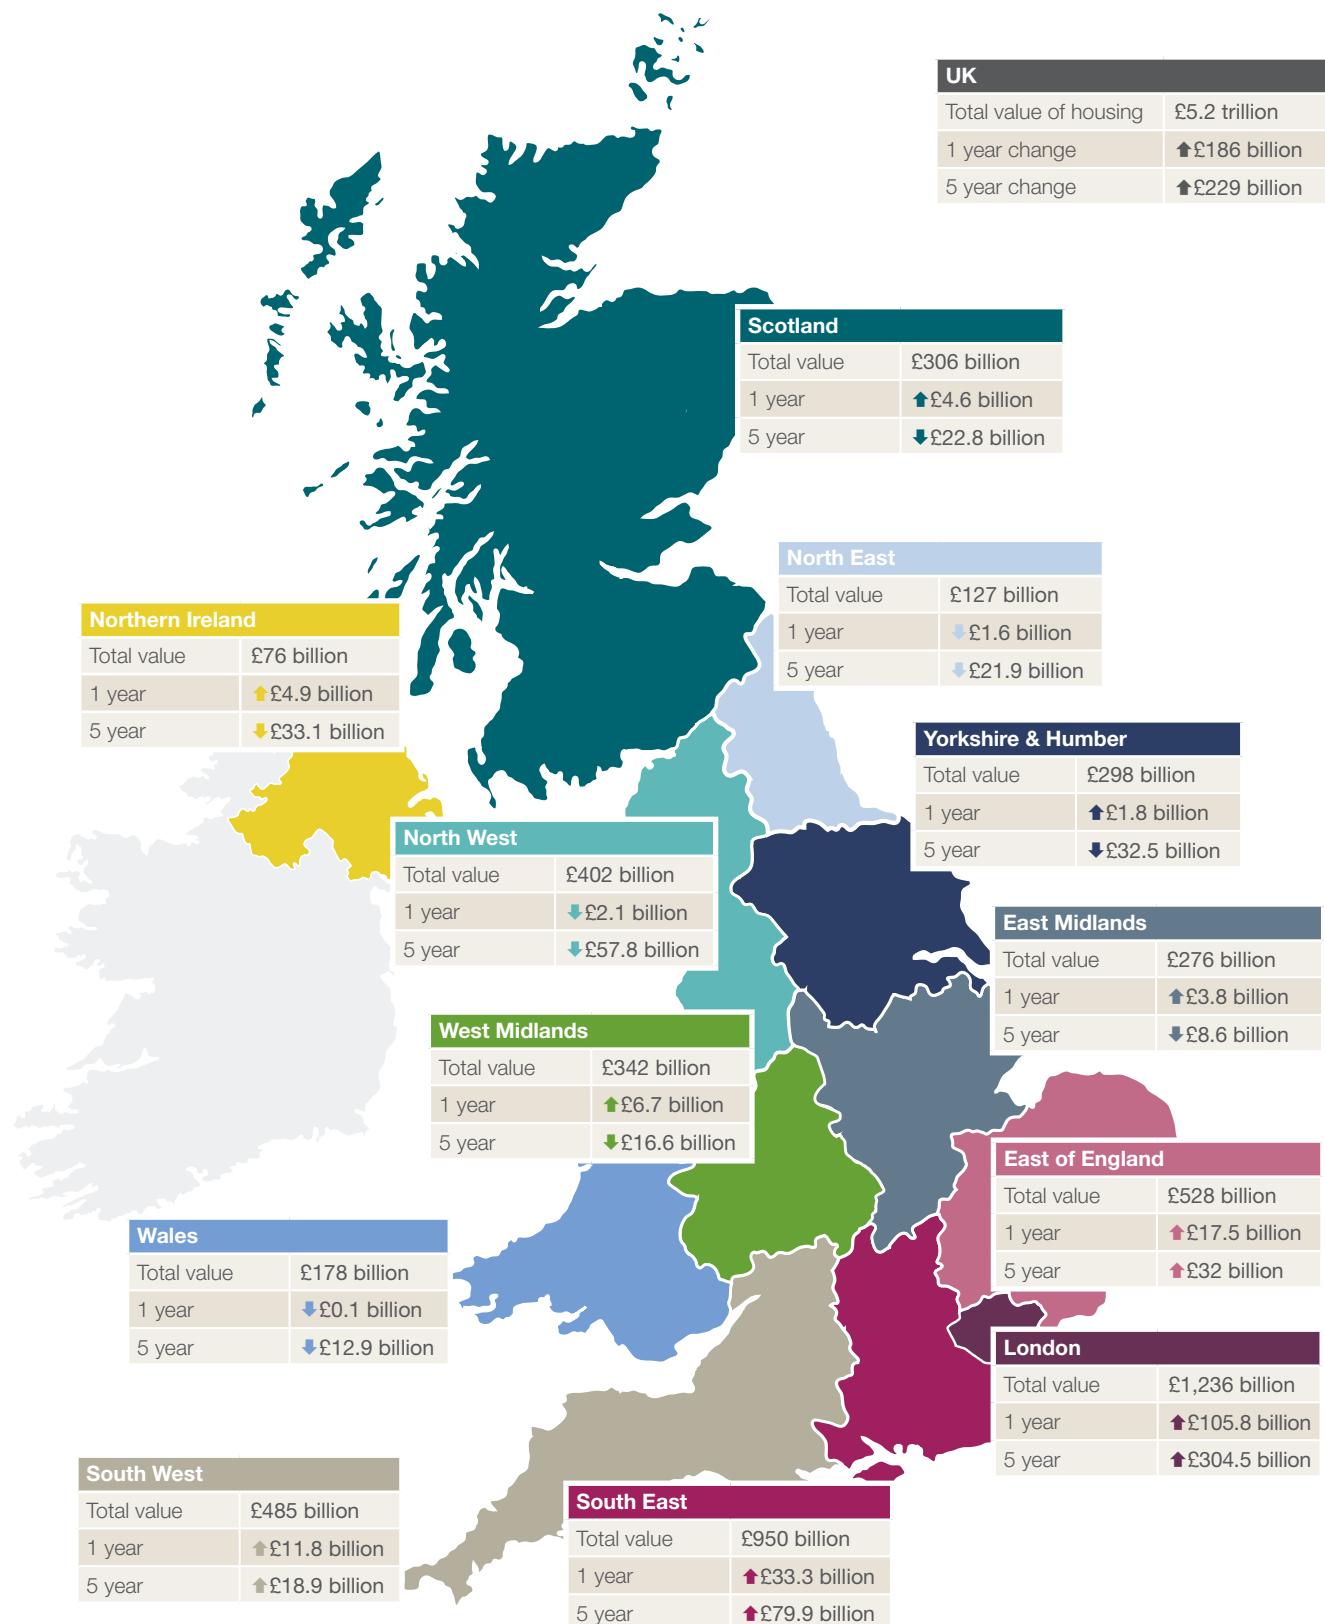 UK
Total value of housing £5.2 trillion
1 year change ⬆£186 billion
5 year change ⬆£229 billion
Scotland
Total value £306 billion
1 year ⬆£4.6 billion
5 year ⬇£22.8 billion
North East
Total value £127 billion
1 year ⬇£1.6 billion
5 year ⬇£21.9 billion
Northern Ireland
Total value £76 billion
1 year ⬆£4.9 billion
5 year ⬇£33.1 billion
Yorkshire & Humber
Total value £298 billion
1 year ⬆£1.8 billion
5 year ⬇£32.5 billion
North West
Total value £402 billion
1 year ⬇£2.1 billion
5 year ⬇£57.8 billion
East Midlands
Total value £276 billion
1 year ⬆£3.8 billion
5 year ⬇£8.6 billion
West Midlands
Total value £342 billion
1 year ⬆£6.7 billion
5 year ⬇£16.6 billion
East of England
Total value £528 billion
1 year ⬆£17.5 billion
5 year ⬆£32 billion
Wales
Total value £178 billion
1 year ⬇£0.1 billion
5 year ⬇£12.9 billion
London
Total value £1,236 billion
1 year ⬆£105.8 billion
5 year ⬆£304.5 billion
South West
Total value £485 billion
1 year ⬆£11.8 billion
5 year ⬆£18.9 billion
South East
Total value £950 billion
1 year ⬆£33.3 billion
5 year ⬆£79.9 billion